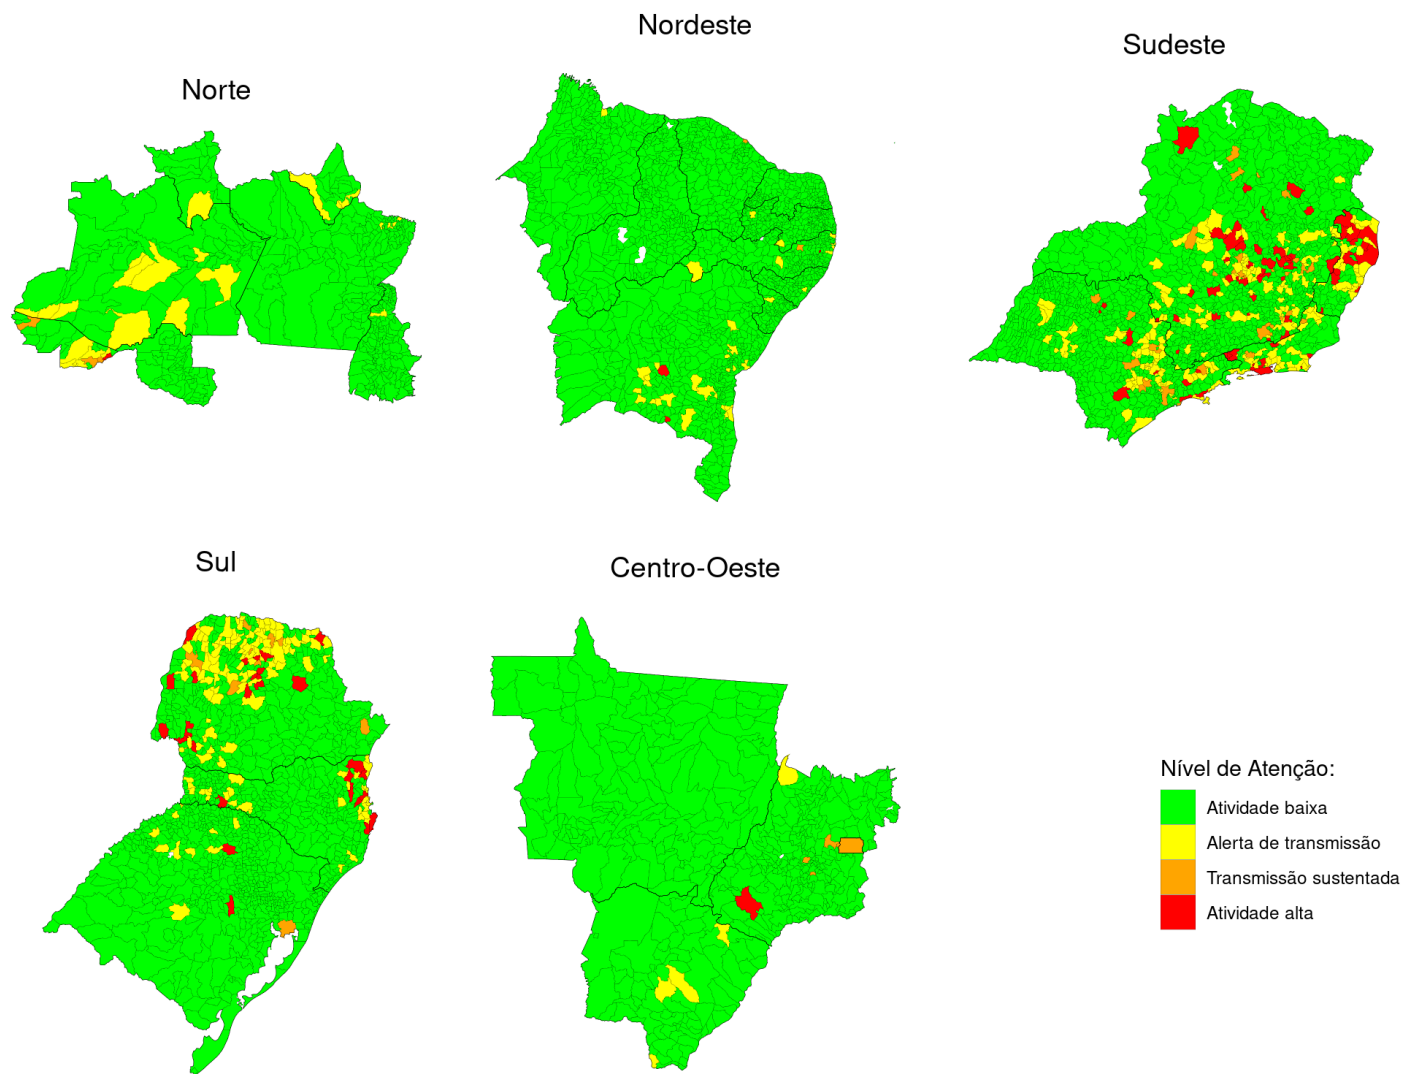 Nordeste
Sudeste
Norte
Sul
Centro-Oeste
Nível de Atenção:
Atividade baixa
Alerta de transmissão
Transmissão sustentada
Atividade alta